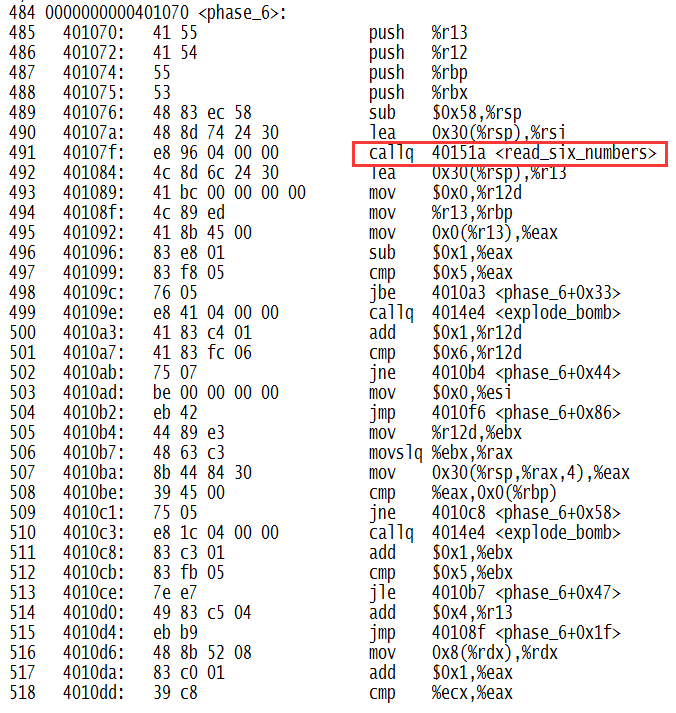 484 0000000000401070 <phase_6>:
485 401070: 41 55 push %r13
486 401072: 41 54 push %r12
487 401074: 55 push %rbp
488 401075: 53 push %rbx
489 401076: 48 83 ec 58 sub $0x58,%rsp
490 40107a: 48 8d 74 24 30 lea 0x30(%rsp),%rsi
491 40107f: e8 96 04 00 00 callq 40151a <read_six_numbers>
492 401084: 4c 8d 6c 24 30 lea 0x30(%rsp),%r13
493 401089: 41 bc 00 00 00 00 mov $0x0,%r12d
494 40108f: 4c 89 ed mov %r13,%rbp
495 401092: 41 8b 45 00 mov 0x0(%r13),%eax
496 401096: 83 e8 01 sub $0x1,%eax
497 401099: 83 f8 05 cmp $0x5,%eax
498 40109c: 76 05 jbe 4010a3 <phase_6+0x33>
499 40109e: e8 41 04 00 00 callq 4014e4 <explode_bomb>
500 4010a3: 41 83 c4 01 add $0x1,%r12d
501 4010a7: 41 83 fc 06 cmp $0x6,%r12d
502 4010ab: 75 07 jne 4010b4 <phase_6+0x44>
503 4010ad: be 00 00 00 00 mov $0x0,%esi
504 4010b2: eb 42 jmp 4010f6 <phase_6+0x86>
505 4010b4: 44 89 e3 mov %r12d,%ebx
506 4010b7: 48 63 c3 movslq %ebx,%rax
507 4010ba: 8b 44 84 30 mov 0x30(%rsp,%rax,4),%eax
508 4010be: 39 45 00 cmp %eax,0x0(%rbp)
509 4010c1: 75 05 jne 4010c8 <phase_6+0x58>
510 4010c3: e8 1c 04 00 00 callq 4014e4 <explode_bomb>
511 4010c8: 83 c3 01 add $0x1,%ebx
512 4010cb: 83 fb 05 cmp $0x5,%ebx
513 4010ce: 7e e7 jle 4010b7 <phase_6+0x47>
514 4010d0: 49 83 c5 04 add $0x4,%r13
515 4010d4: eb b9 jmp 40108f <phase_6+0x1f>
516 4010d6: 48 8b 52 08 mov 0x8(%rdx),%rdx
517 4010da: 83 c0 01 add $0x1,%eax
518 4010dd: 39 c8 cmp %ecx,%eax